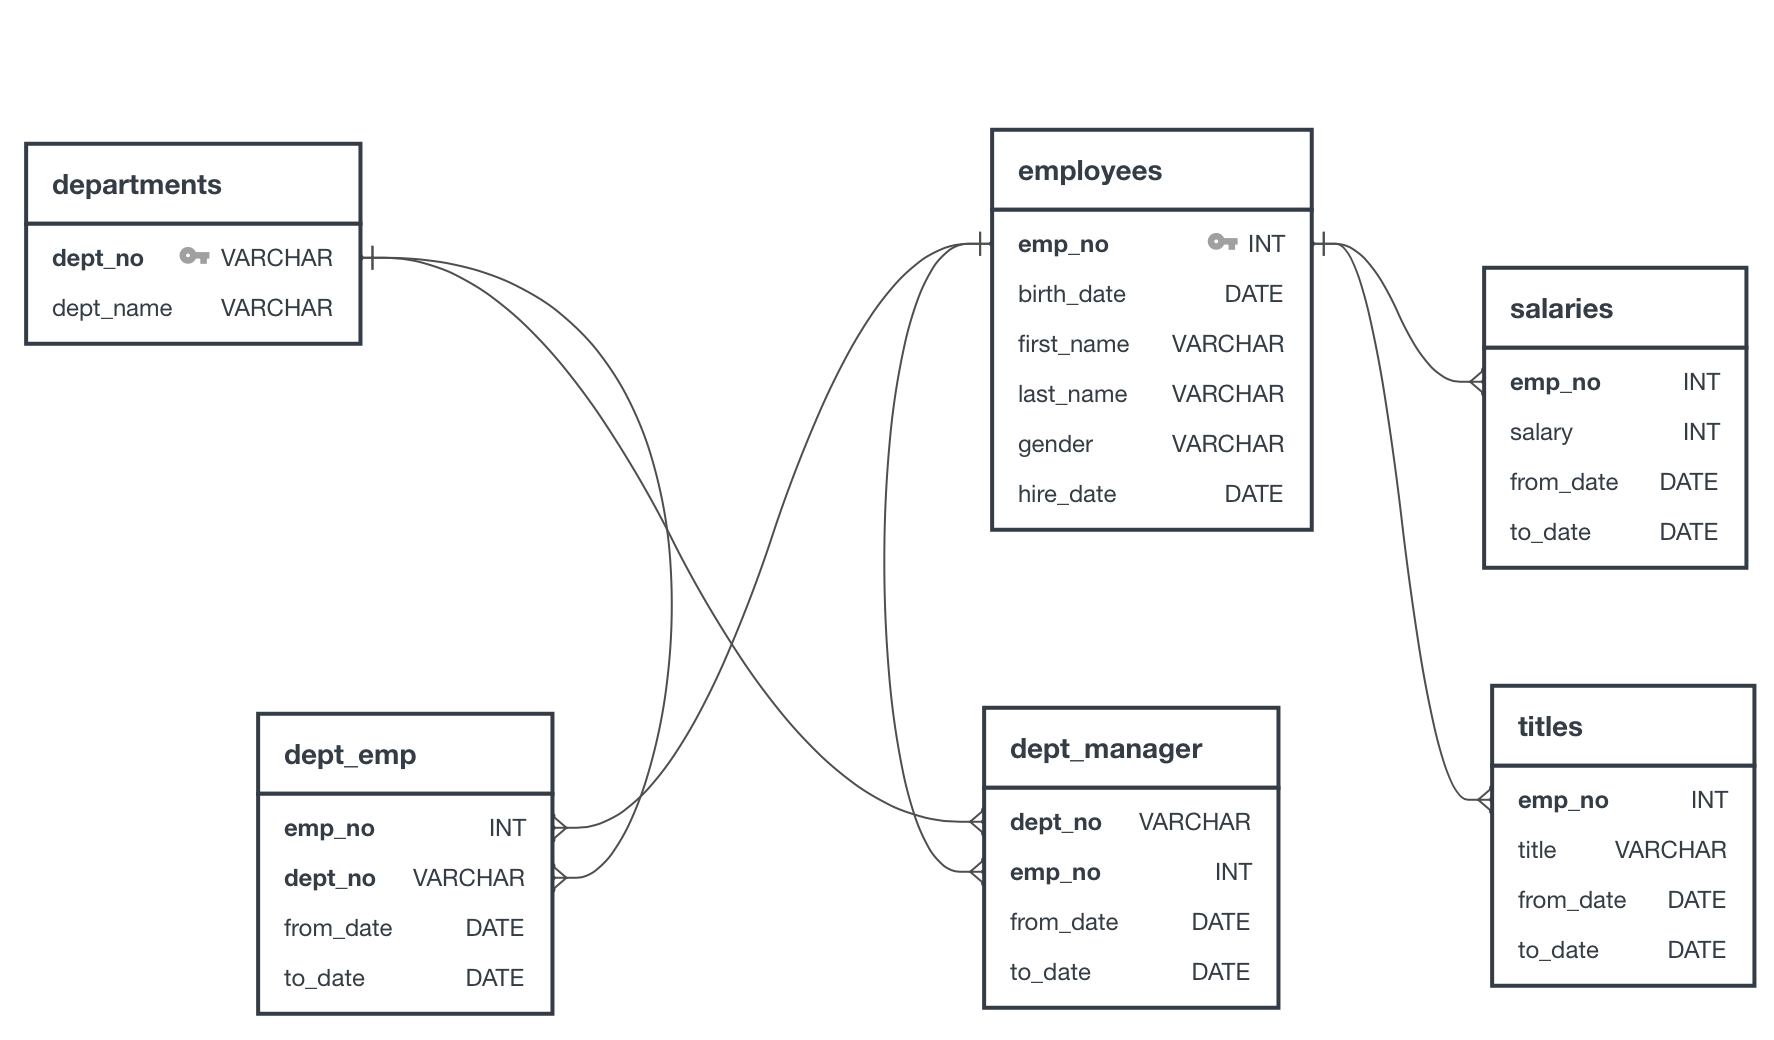 departments
dept_no VARCHAR
dept_name VARCHAR
employees
emp_no INT
birth_date DATE
first_name VARCHAR
last_name VARCHAR
gender VARCHAR
hire_date DATE
salaries
emp_no INT
salary INT
from_date DATE
to_date DATE
dept_emp
emp_no INT
dept_no VARCHAR
from_date DATE
to_date DATE
dept_manager
dept_no VARCHAR
emp_no INT
from_date DATE
to_date DATE
titles
emp_no INT
title VARCHAR
from_date DATE
to_date DATE